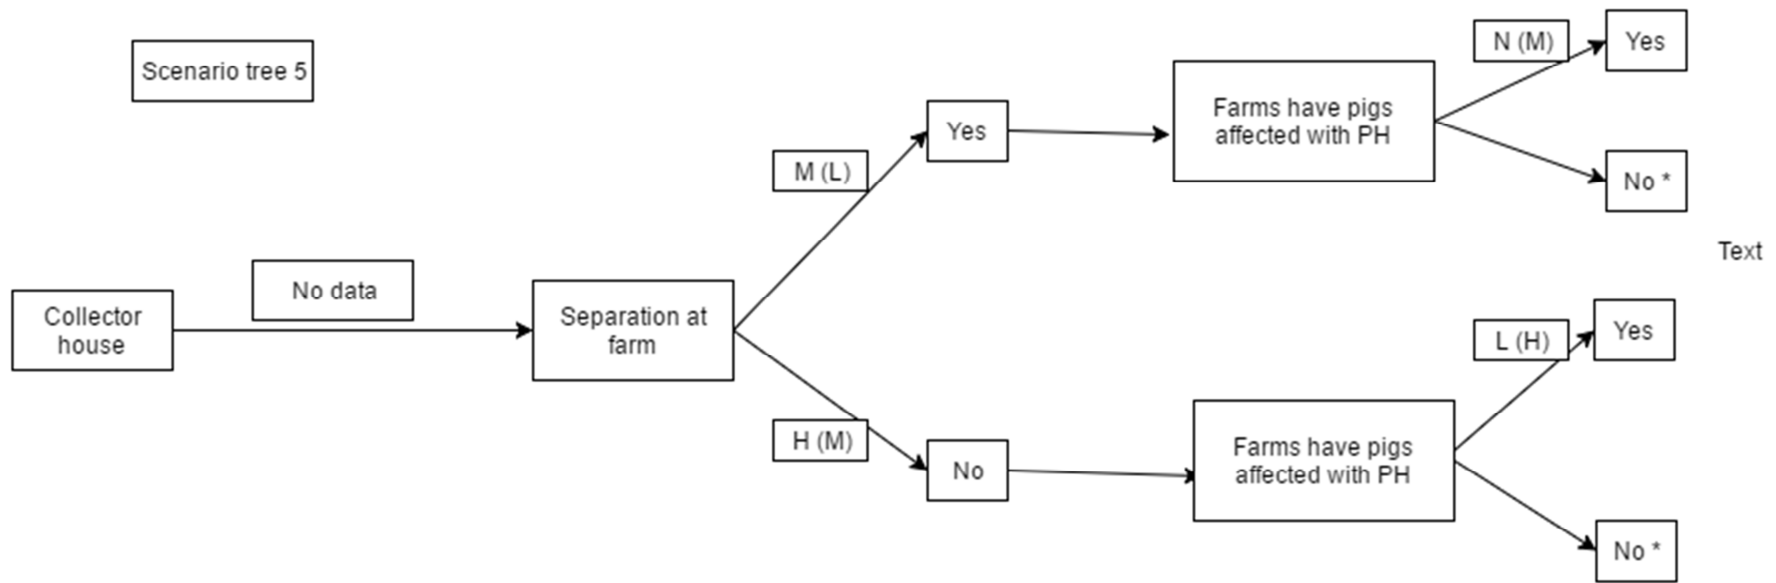 Scenario tree 5
Collector
house
No data
Separation at
farm
M (L)
Yes
Farms have pigs
affected with PH
N (M)
Yes
No *
Text
H (M)
No
Farms have pigs
affected with PH
L (H)
Yes
No *